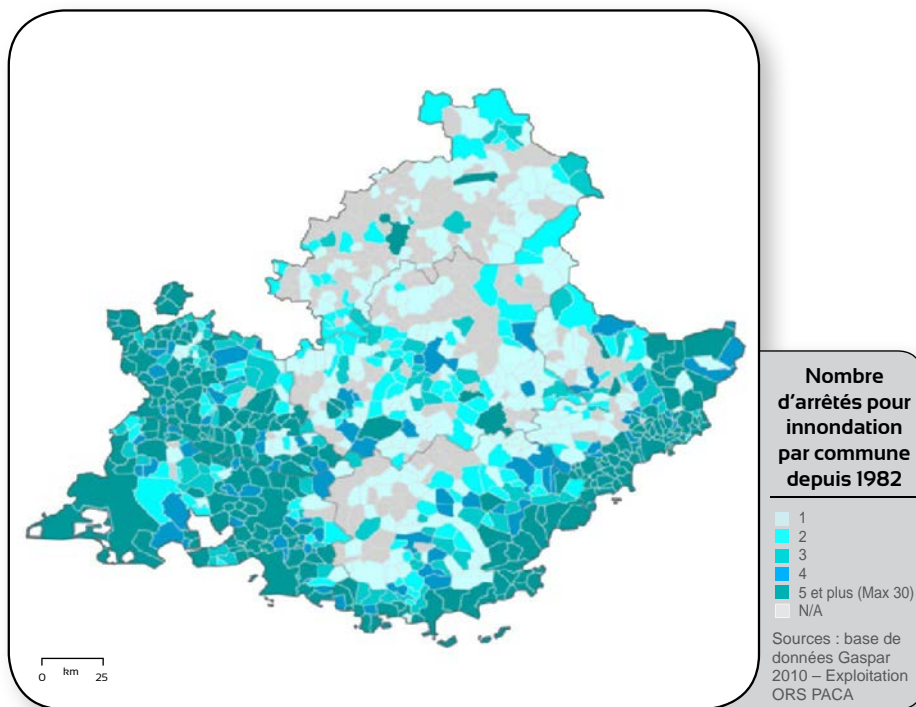 Nombre
d'arrêtés pour
innondation
par commune
depuis 1982
1
2
3
4
5 et plus (Max 30)
N/A
Sources : base de
données Gaspar
2010 – Exploitation
ORS PACA
0 km 25